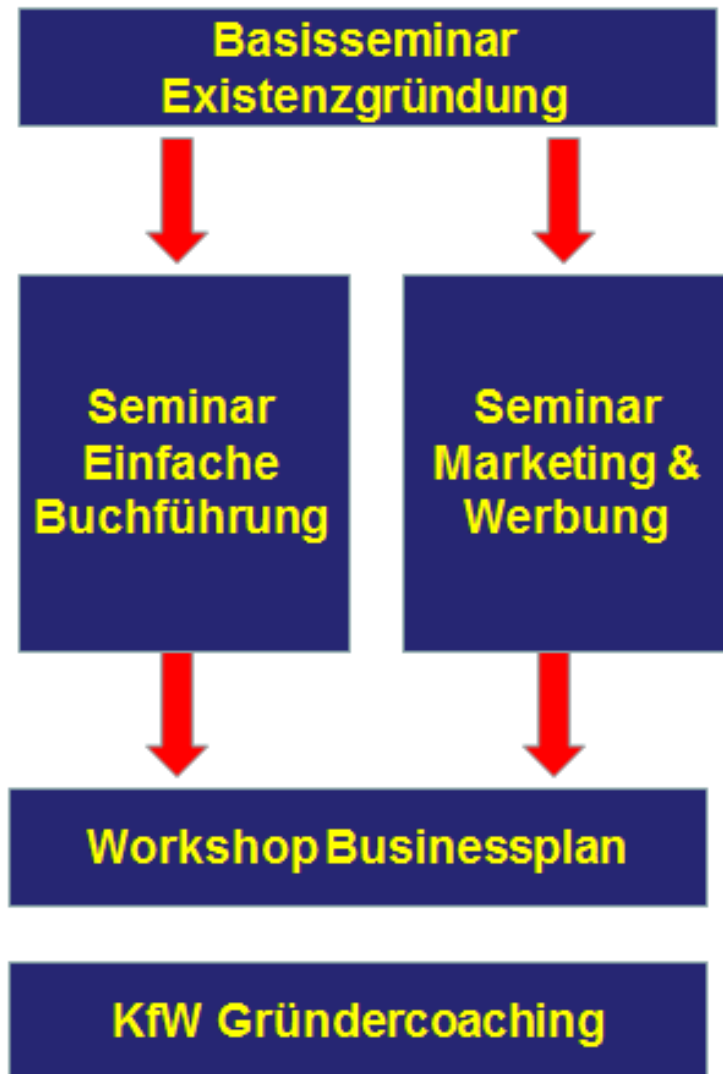 Basisseminar
Existenzgründung
Seminar
Einfache
Buchführung
Seminar
Marketing &
Werbung
Workshop Businessplan
KfW Gründercoaching